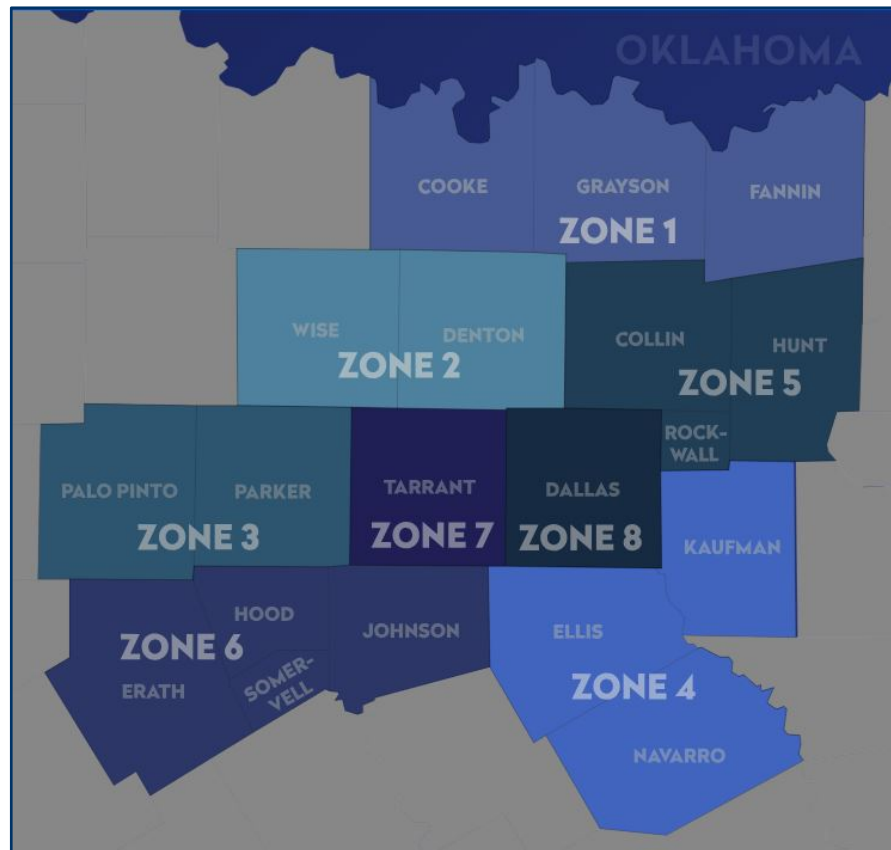 OKLAHOMA
COOKE
GRAYSON
FANNIN
ZONE 1
WISE
DENTON
ZONE 2
COLLIN
HUNT
ZONE 5
ROCK-
WALL
PALO PINTO
PARKER
ZONE 3
TARRANT
ZONE 7
DALLAS
ZONE 8
KAUFMAN
HOOD
JOHNSON
ZONE 6
ERATH
SOMER-
VELL
ELLIS
ZONE 4
NAVARRO